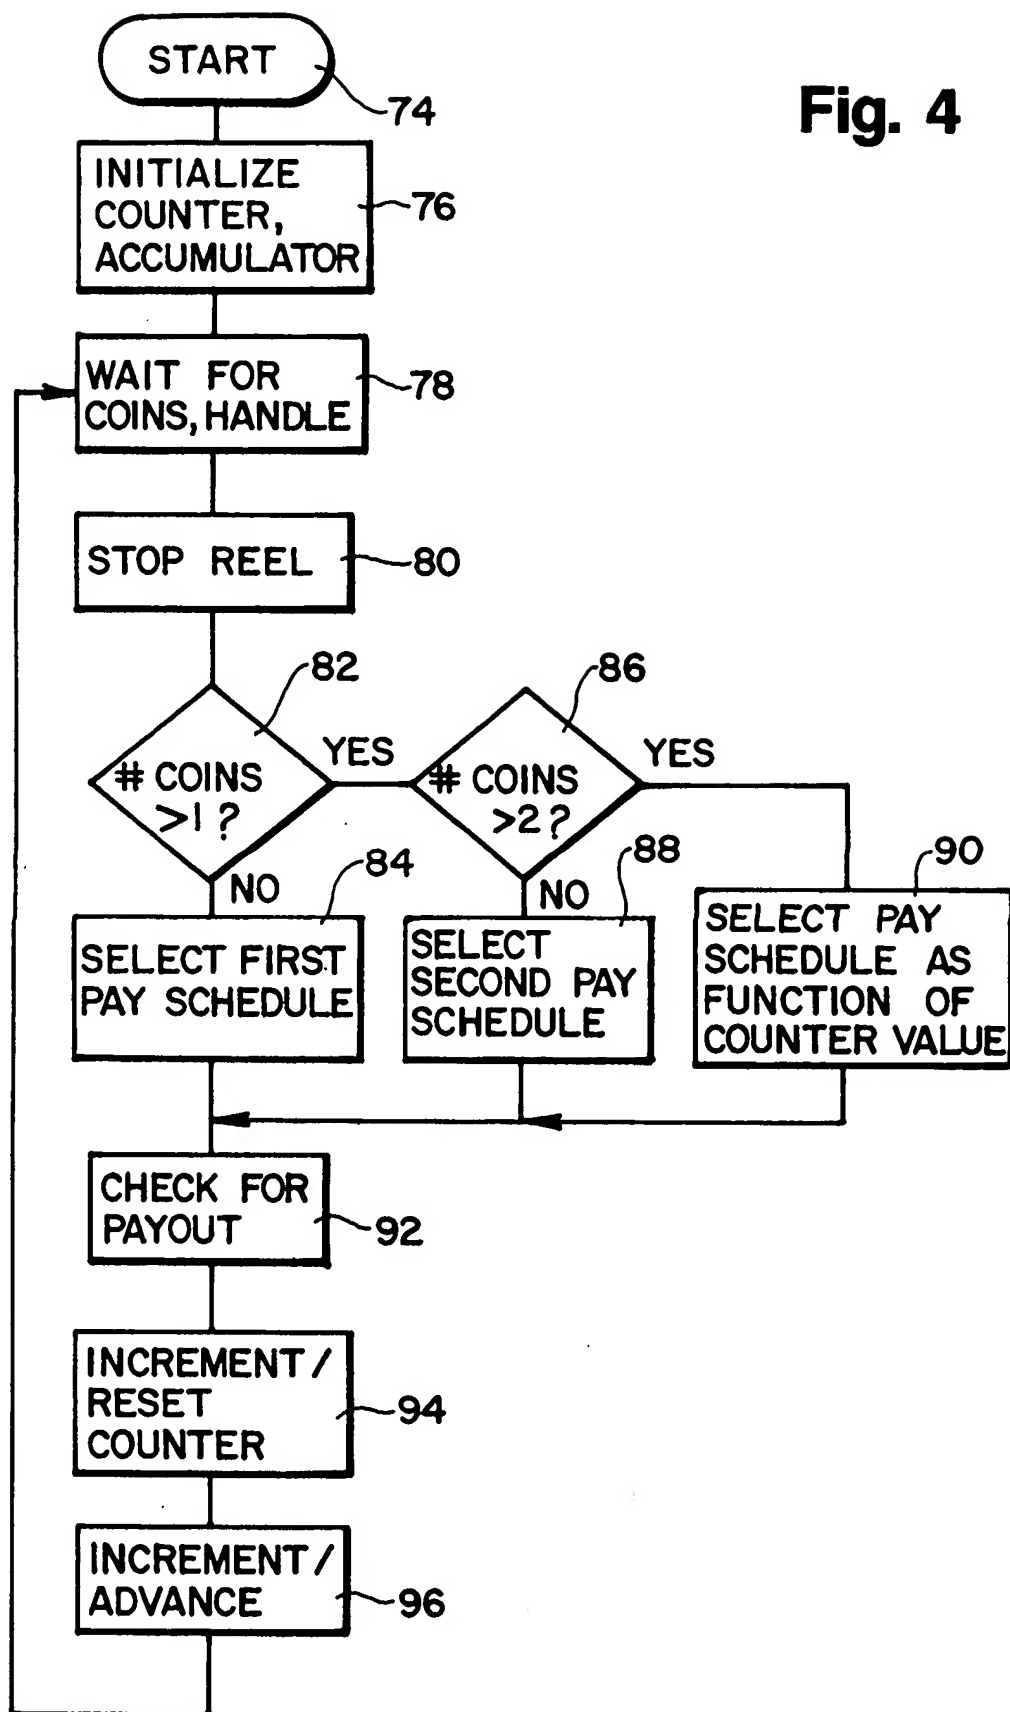 START
74
Fig. 4
INITIALIZE
COUNTER,
ACCUMULATOR
76
WAIT FOR
COINS, HANDLE
78
STOP REEL
80
82
# COINS
>1?
YES
NO
86
# COINS
>2?
YES
NO
84
SELECT FIRST
PAY SCHEDULE
88
SELECT
SECOND PAY
SCHEDULE
90
SELECT PAY
SCHEDULE AS
FUNCTION OF
COUNTER VALUE
CHECK FOR
PAYOUT
92
INCREMENT/
RESET
COUNTER
94
INCREMENT/
ADVANCE
96